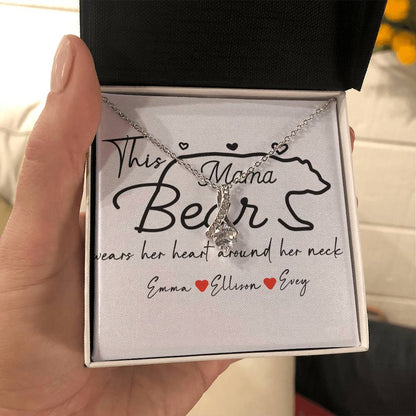 This
Mama
Bear
wears her heart around her neck
Emma Ellison Evey